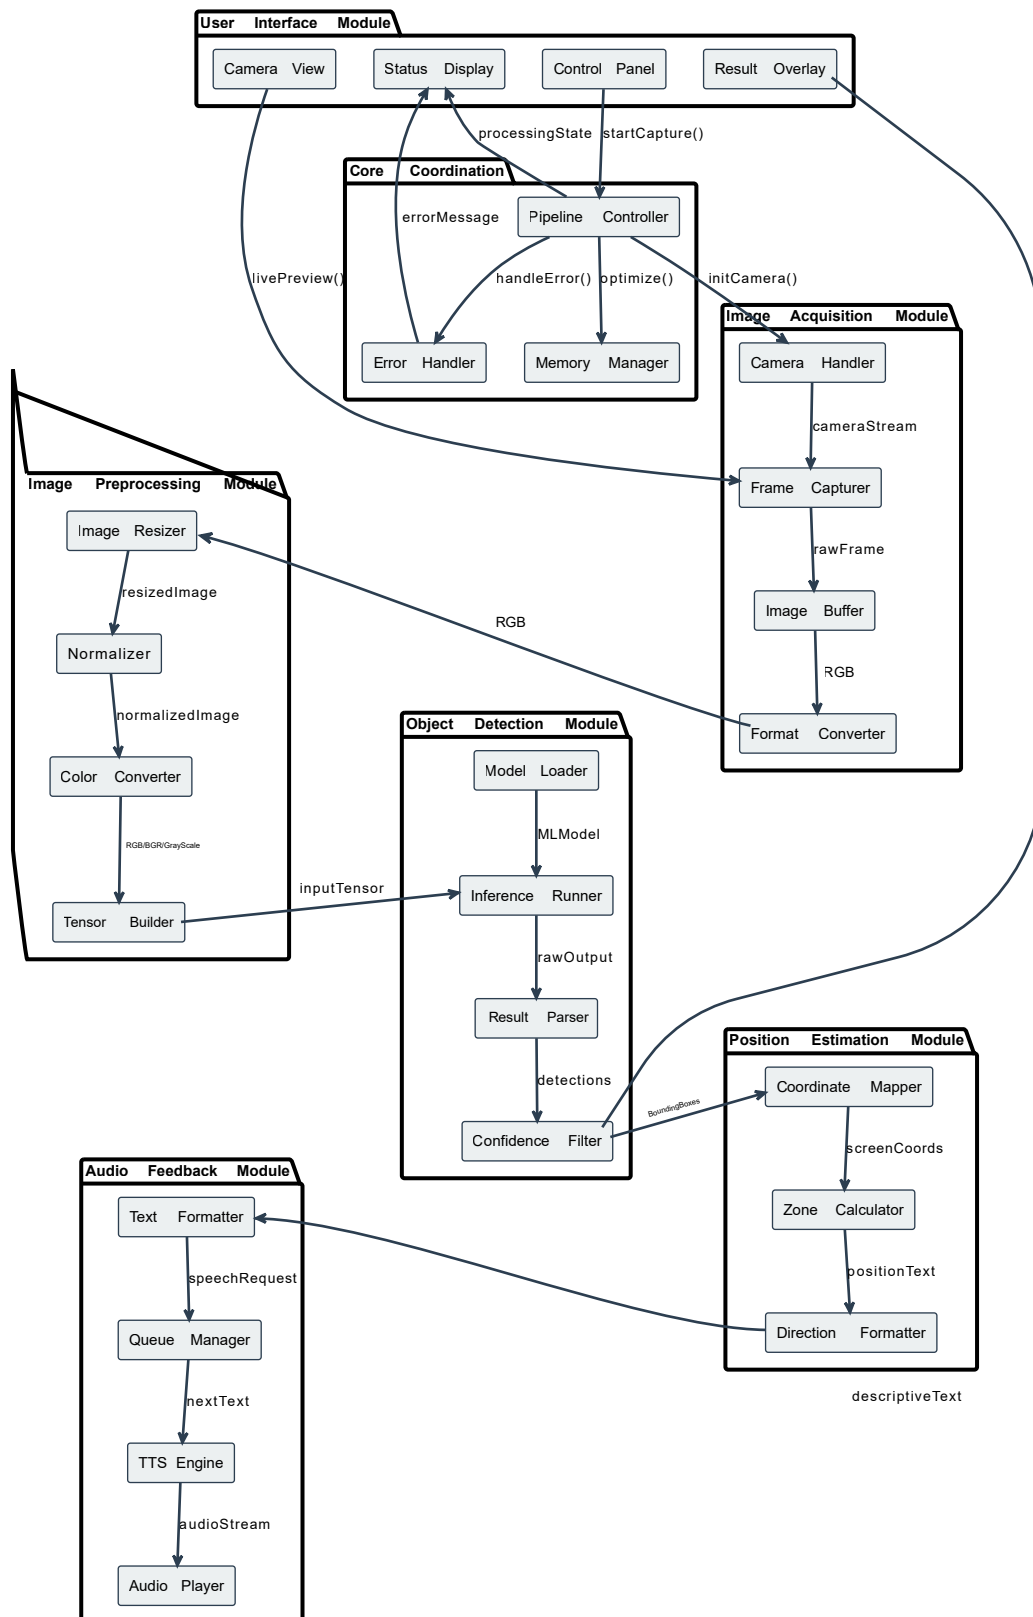 User Interface Module
Camera View
Status Display
Control Panel
Result Overlay
processingState
startCapture()
Core Coordination
Pipeline Controller
errorMessage
livePreview()
handleError()
optimize()
initCamera()
Error Handler
Memory Manager
Image Acquisition Module
Camera Handler
cameraStream
Frame Capturer
rawFrame
Image Buffer
RGB
Format Converter
Image Preprocessing Module
Image Resizer
resizedImage
RGB
Normalizer
normalizedImage
Color Converter
RGB/BGR/GrayScale
Tensor Builder
inputTensor
Object Detection Module
Model Loader
MLModel
Inference Runner
rawOutput
Result Parser
detections
Confidence Filter
BoundingBoxes
Position Estimation Module
Coordinate Mapper
screenCoords
Zone Calculator
positionText
Direction Formatter
descriptiveText
Audio Feedback Module
Text Formatter
speechRequest
Queue Manager
nextText
TTS Engine
audioStream
Audio Player